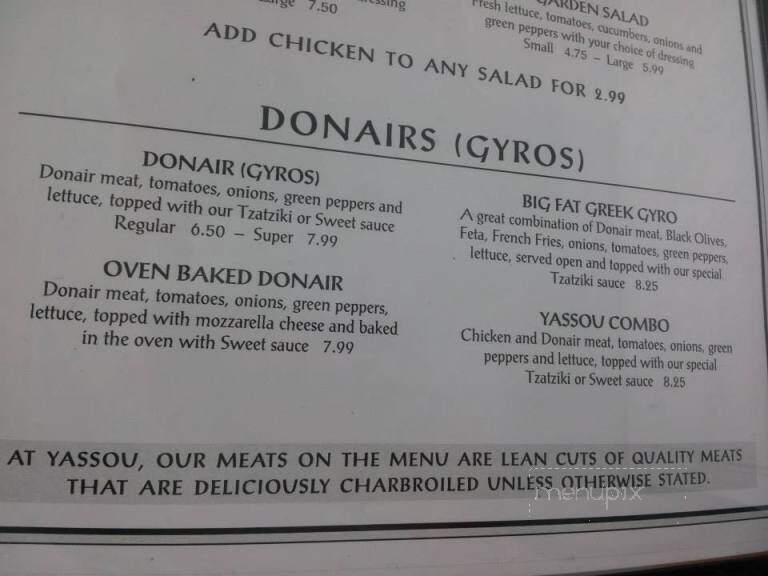 7.50
GARDEN SALAD
Fresh lettuce, tomatoes, cucumbers, onions and
green peppers with your choice of dressing
Small 4.75 – Large 5.99
ADD CHICKEN TO ANY SALAD FOR 2.99
DONAIRS (GYROS)
DONAIR (GYROS)
Donair meat, tomatoes, onions, green peppers and
lettuce, topped with our Tzatziki or Sweet sauce
Regular 6.50 – Super 7.99
OVEN BAKED DONAIR
Donair meat, tomatoes, onions, green peppers,
lettuce, topped with mozzarella cheese and baked
in the oven with Sweet sauce 7.99
BIG FAT GREEK GYRO
A great combination of Donair meat, Black Olives,
Feta, French Fries, onions, tomatoes, green peppers,
lettuce, served open and topped with our special
Tzatziki sauce 8.25
YASSOU COMBO
Chicken and Donair meat, tomatoes, onions, green
peppers and lettuce, topped with our special
Tzatziki or Sweet sauce 8.25
AT YASSOU, OUR MEATS ON THE MENU ARE LEAN CUTS OF QUALITY MEATS
THAT ARE DELICIOUSLY CHARBROILED UNLESS OTHERWISE STATED.
menupix